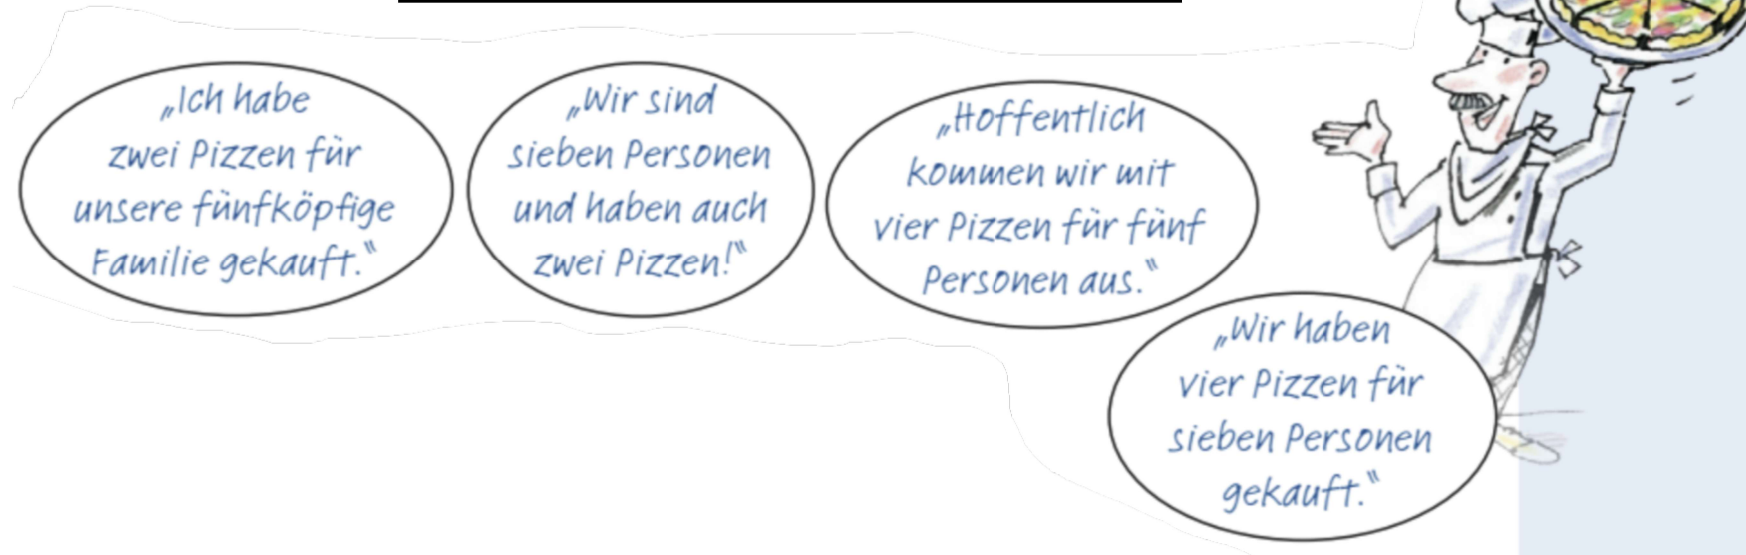 „Ich habe
zwei Pizzen für
unsere fünfköpfige
Familie gekauft.“
„Wir sind
sieben Personen
und haben auch
zwei Pizzen!“
„Hoffentlich
kommen wir mit
vier Pizzen für fünf
Personen aus.“
„Wir haben
vier Pizzen für
sieben Personen
gekauft.“